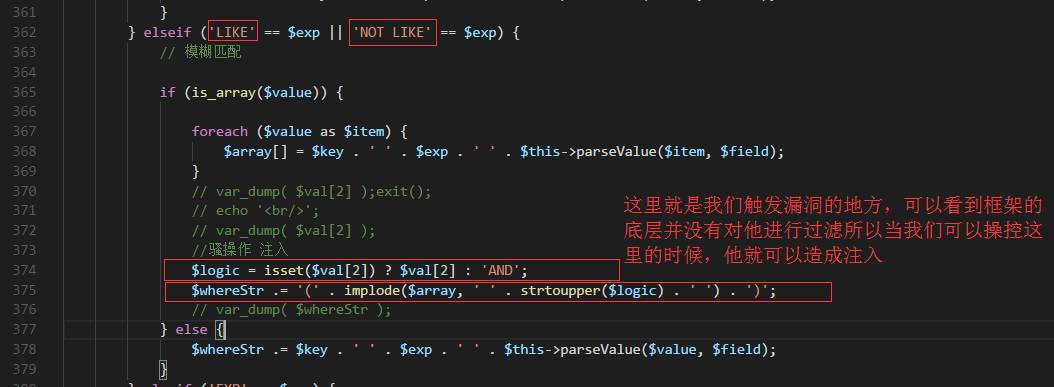 361 }
362 } elseif ('LIKE' == $exp || 'NOT LIKE' == $exp) {
363 // 模糊匹配
364
365 if (is_array($value)) {
366
367 foreach ($value as $item) {
368 $array[] = $key . ' ' . $exp . ' ' . $this->parseValue($item, $field);
369 }
370 // var_dump( $val[2] );exit();
371 // echo '<br/>';
372 // var_dump( $val[2] );
373 //骚操作 注入
374 $logic = isset($val[2]) ? $val[2] : 'AND';
375 $whereStr .= '(' . implode($array, ' ' . strtoupper($logic) . ' ') . ')';
376 // var_dump( $whereStr );
377 } else {
378 $whereStr .= $key . ' ' . $exp . ' ' . $this->parseValue($value, $field);
379 }
这里就是我们触发漏洞的地方，可以看到框架的
底层并没有对他进行过滤所以当我们可以操控这
里的时候，他就可以造成注入